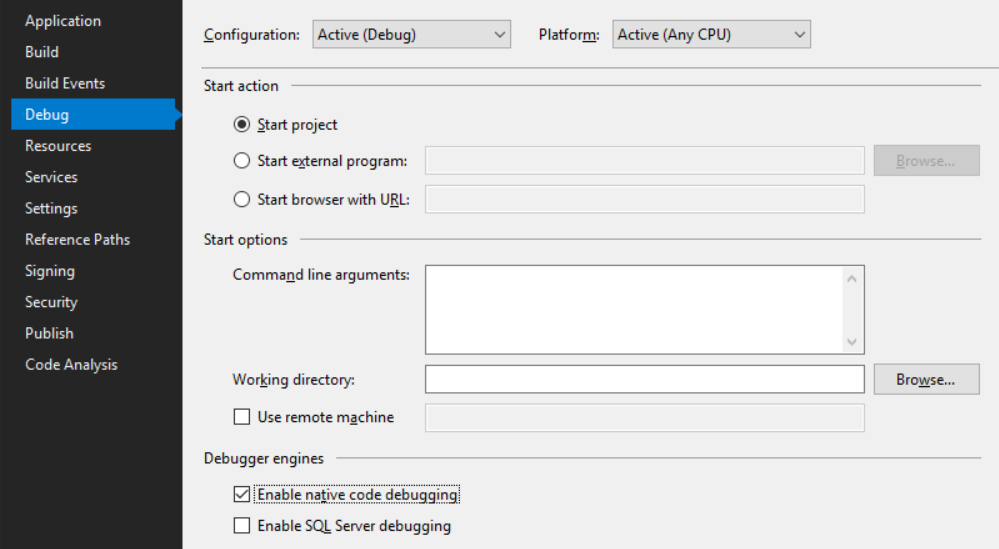 Application
Build
Build Events
Debug
Resources
Services
Settings
Reference Paths
Signing
Security
Publish
Code Analysis
Configuration: Active (Debug) Platform: Active (Any CPU)
Start action
Start project
Start external program: Browse...
Start browser with URL:
Start options
Command line arguments:
Working directory: Browse...
Use remote machine
Debugger engines
Enable native code debugging
Enable SQL Server debugging